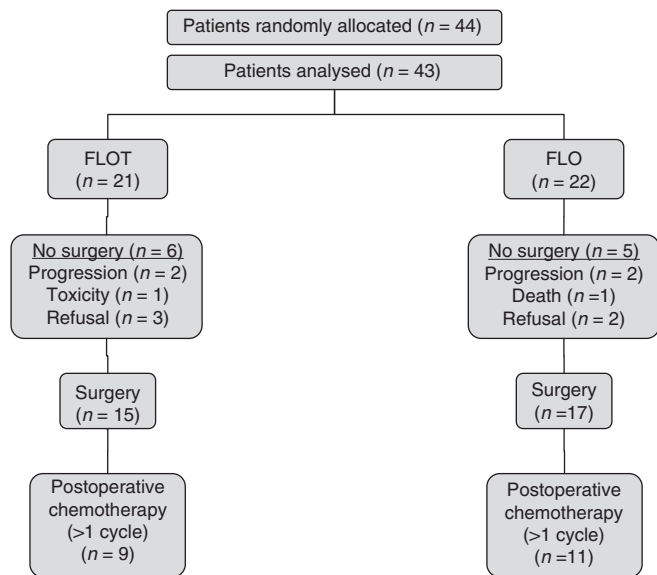 Patients randomly allocated (n = 44)
Patients analysed (n = 43)
FLOT
(n = 21)
FLO
(n = 22)
No surgery (n = 6)
Progression (n = 2)
Toxicity (n = 1)
Refusal (n = 3)
No surgery (n = 5)
Progression (n = 2)
Death (n =1)
Refusal (n = 2)
Surgery
(n = 15)
Surgery
(n =17)
Postoperative
chemotherapy
(>1 cycle)
(n = 9)
Postoperative
chemotherapy
(>1 cycle)
(n =11)